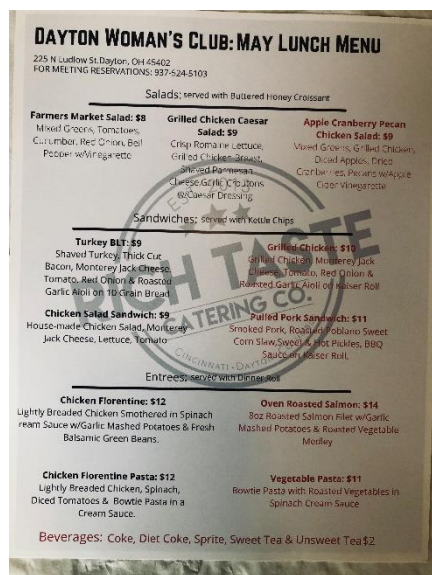 DAYTON WOMAN'S CLUB: MAY LUNCH MENU
225 N Ludlow St.Dayton, OH 45402
FOR MEETING RESERVATIONS: 937-524-5103
Salads: served with Buttered Honey Croissant
Farmers Market Salad: $8
Mixed Greens, Tomatoes,
Cucumber, Red Onion, Bell
Pepper w/Vinegarette
Grilled Chicken Caesar
Salad: $9
Crisp Romaine Lettuce,
Grilled Chicken Breast,
Shaved Parmesan
Cheese,Garlic Croutons
w/Caesar Dressing
Apple Cranberry Pecan
Chicken Salad: $9
Mixed Greens, Grilled Chicken,
Diced Apples, Dried
Cranberries, Pecans w/Apple
Cider Vinegarette
EST. 2013
RICH TASTE
CATERING CO.
CINCINNATI • DAYTON
Sandwiches: served with Kettle Chips
Turkey BLT: $9
Shaved Turkey, Thick Cut
Bacon, Monterey Jack Cheese,
Tomato, Red Onion & Roasted
Garlic Aioli on 10 Grain Bread
Grilled Chicken: $10
Grilled Chicken, Monterey Jack
Cheese, Tomato, Red Onion &
Roasted Garlic Aioli on Kaiser Roll
Chicken Salad Sandwich: $9
House-made Chicken Salad, Monterey
Jack Cheese, Lettuce, Tomato
Pulled Pork Sandwich: $11
Smoked Pork, Roasted Poblano Sweet
Corn Slaw,Sweet & Hot Pickles, BBQ
Sauce on Kaiser Roll,
Entrees: served with Dinner Roll
Chicken Florentine: $12
Lightly Breaded Chicken Smothered in Spinach
ream Sauce w/Garlic Mashed Potatoes & Fresh
Balsamic Green Beans.
Oven Roasted Salmon: $14
8oz Roasted Salmon Filet w/Garlic
Mashed Potatoes & Roasted Vegetable
Medley
Chicken Florentine Pasta: $12
Lightly Breaded Chicken, Spinach,
Diced Tomatoes & Bowtie Pasta in a
Cream Sauce.
Vegetable Pasta: $11
Bowtie Pasta with Roasted Vegetables in
Spinach Cream Sauce
Beverages: Coke, Diet Coke, Sprite, Sweet Tea & Unsweet Tea$2